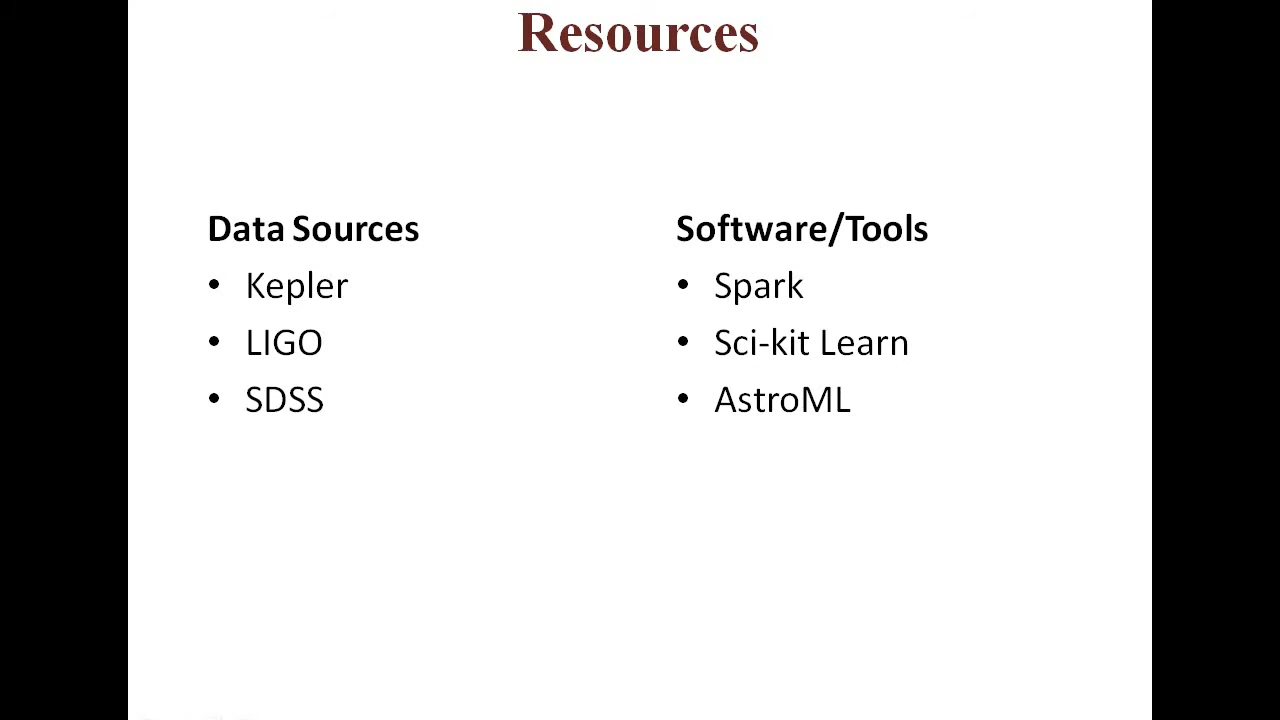 Resources
Data Sources
• Kepler
• LIGO
• SDSS
Software/Tools
• Spark
• Sci-kit Learn
• AstroML